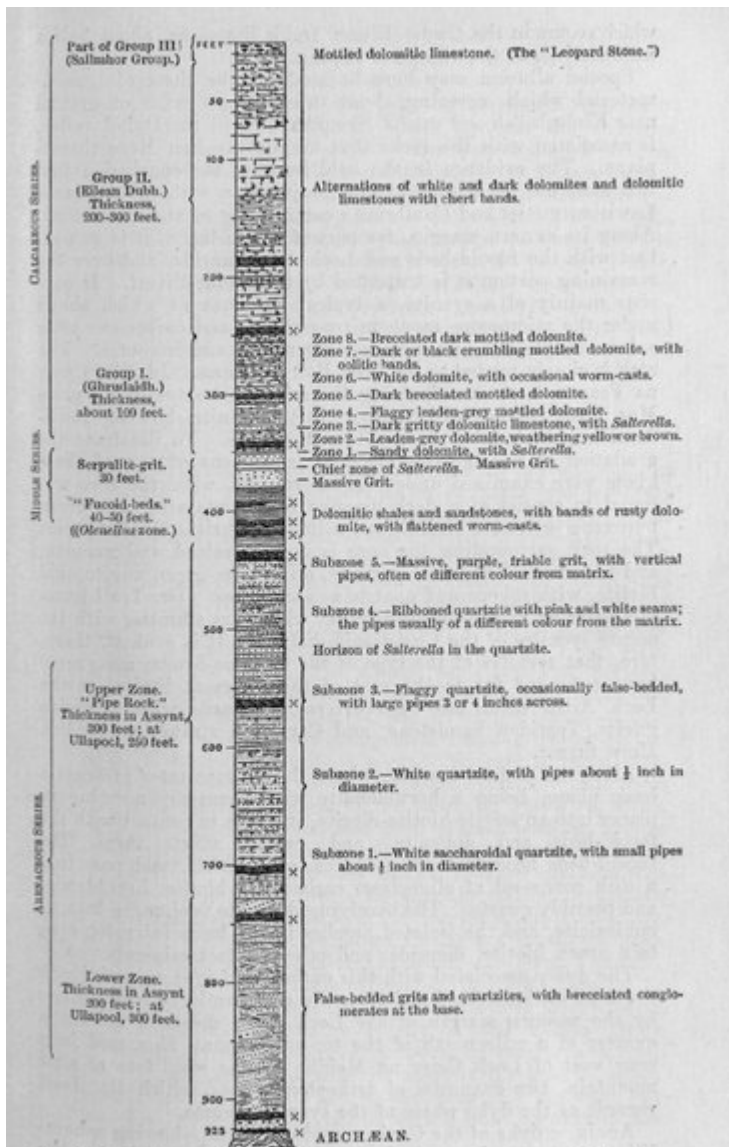 Part of Group III
(Sailmhor Group.)
FEET
Mottled dolomitic limestone. (The "Leopard Stone.")
50
100
CALCAREOUS SERIES.
Group II.
(Eilean Dubh.)
Thickness,
200-300 feet.
Alternations of white and dark dolomites and dolomitic
limestones with chert bands.
200
Zone 8.—Brecciated dark mottled dolomite.
Zone 7.—Dark or black crumbling mottled dolomite, with
oolitic bands.
Zone 6.—White dolomite, with occasional worm-casts.
Group I.
(Ghrudaidh.)
Thickness,
about 100 feet.
300
Zone 5.—Dark brecciated mottled dolomite.
Zone 4.—Flaggy leaden-grey mottled dolomite.
Zone 3.—Dark gritty dolomitic limestone, with Salterella.
Zone 2.—Leaden-grey dolomite, weathering yellow or brown.
Zone 1.—Sandy dolomite, with Salterella.
Massive Grit.
MIDDLE SERIES.
Serpulite-grit.
30 feet.
Chief zone of Salterella.
Massive Grit.
"Fucoid-beds."
40-50 feet.
((Olenellus zone.)
400
Dolomitic shales and sandstones, with bands of rusty dolo-
mite, with flattened worm-casts.
Subzone 5.—Massive, purple, friable grit, with vertical
pipes, often of different colour from matrix.
Subzone 4.—Ribboned quartzite with pink and white seams;
the pipes usually of a different colour from the matrix.
500
Horizon of Salterella in the quartzite.
ARENACEOUS SERIES.
Upper Zone.
"Pipe Rock."
Thickness in Assynt,
300 feet; at
Ullapool, 250 feet.
Subzone 3.—Flaggy quartzite, occasionally false-bedded,
with large pipes 3 or 4 inches across.
600
Subzone 2.—White quartzite, with pipes about inch in
diameter.
700
Subzone 1.—White saccharoidal quartzite, with small pipes
about inch in diameter.
Lower Zone.
Thickness in Assynt
200 feet; at
Ullapool, 300 feet.
800
False-bedded grits and quartzites, with brecciated conglo-
merates at the base.
900
925
ARCHÆAN.